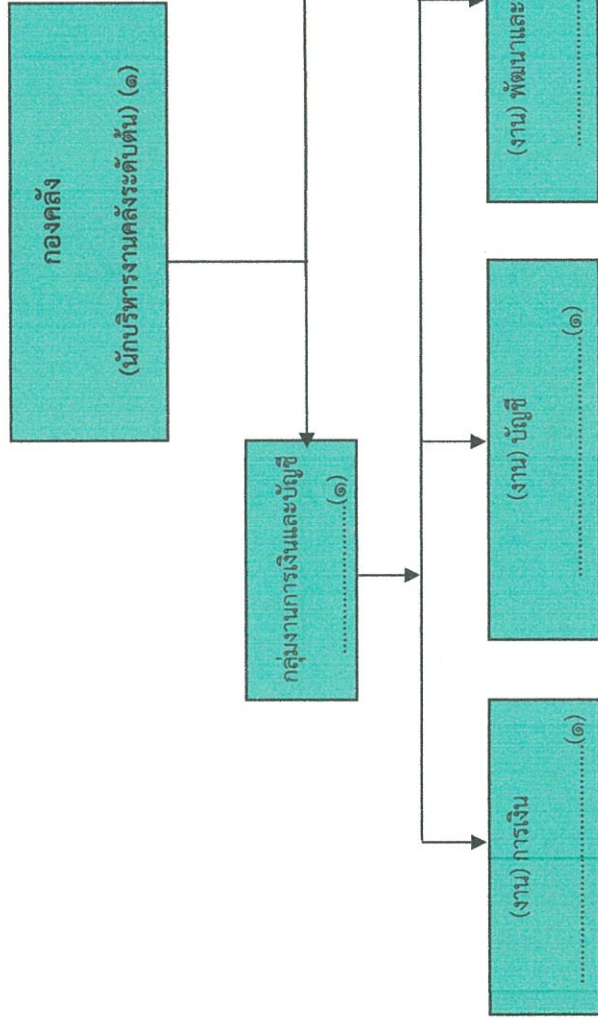 กองคลัง
(นักบริหารงานคลังระดับต้น) (๑)
กลุ่มงานการเงินและบัญชี
........................(๑)
(งาน) การเงิน
........................................(๑)
(งาน) บัญชี
........................................(๑)
(งาน) พัฒนาและ
........................